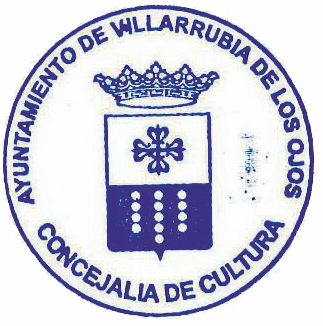 AYUNTAMIENTO DE VILLARRUBIA DE LOS OJOS
CONCEJALIA DE CULTURA